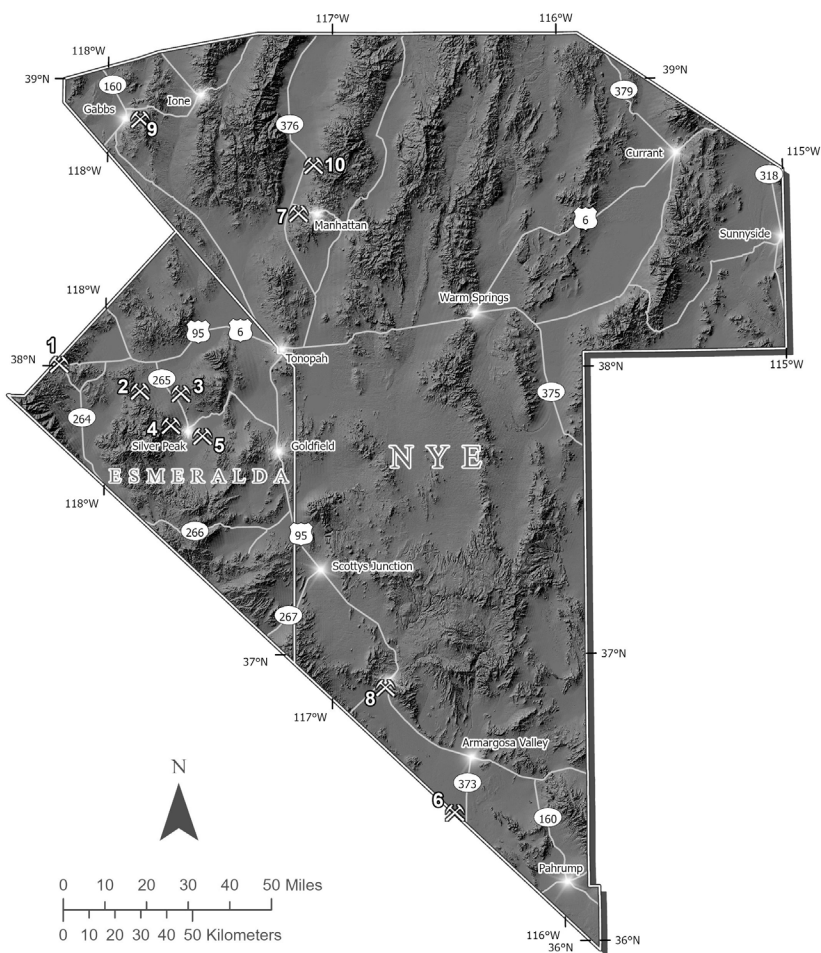 117°W
116°W
118°W
39°N
39°N
160
Ione
379
Gabbs
9
376
Currant
118°W
10
115°W
318
7
Manhattan
6
Sunnyside
118°W
Warm Springs
95
6
1
38°N
Tonopah
38°N
115°W
2
265
3
375
264
4
Silver Peak
5
Goldfield
NYE
ESMERALDA
118°W
266
95
Scottys Junction
267
37°N
37°N
8
117°W
Armargosa Valley
N
373
6
160
Pahrump
0 10 20 30 40 50 Miles
0 10 20 30 40 50 Kilometers
116°W
36°N
36°N